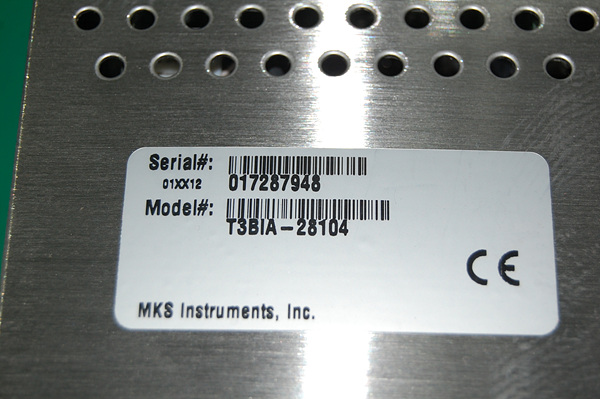 Serial#:
01XX12 017287948
Model#:
T3BIA-28104
CE
MKS Instruments, Inc.